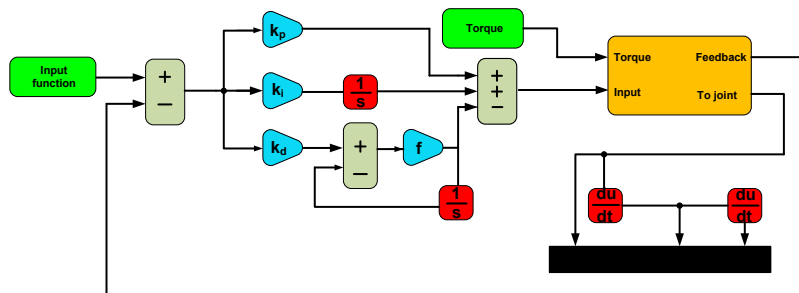 Input
function
+
−
kp
ki
kd
1
s
+
−
f
1
s
Torque
+
+
−
Torque
Feedback
Input
To joint
du
dt
du
dt